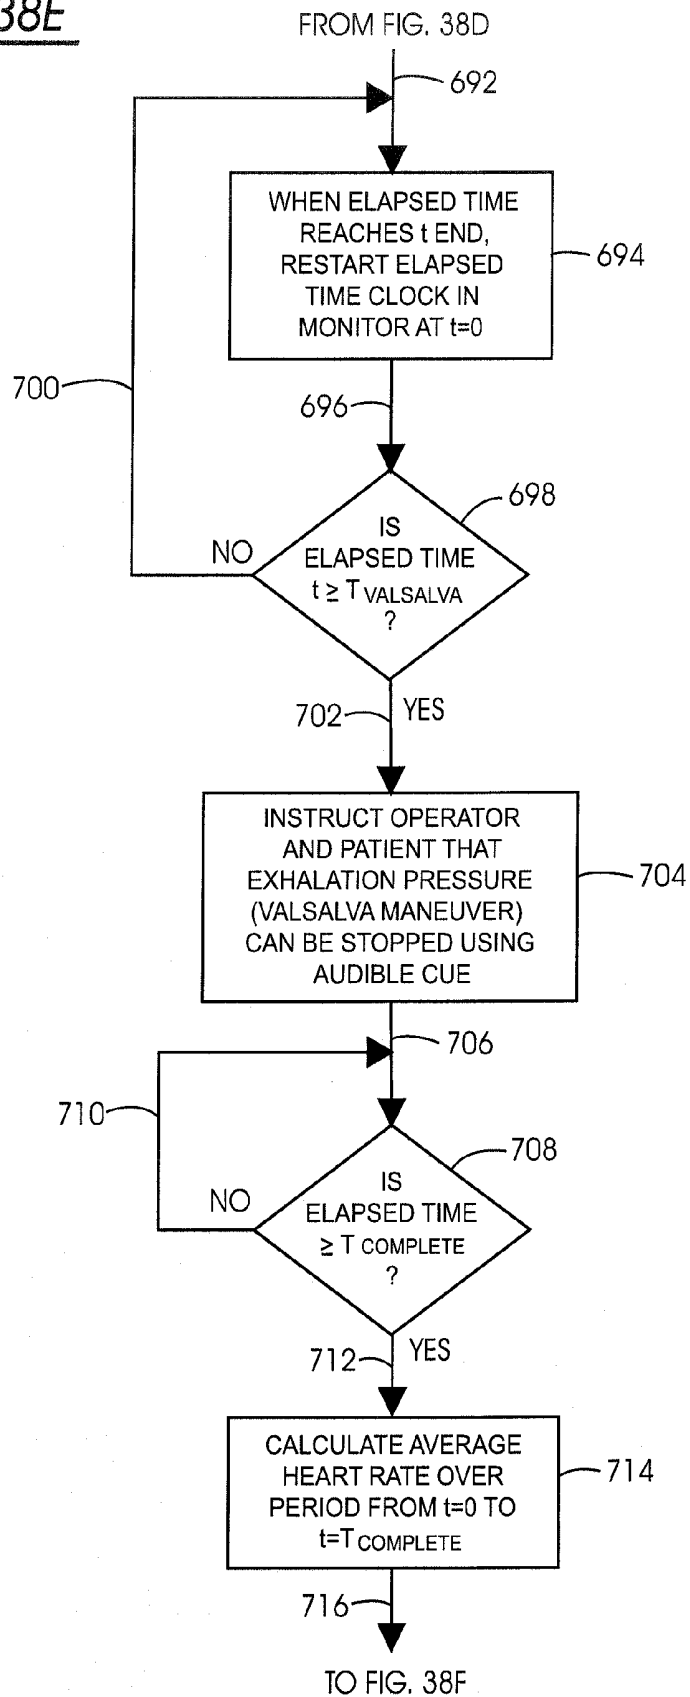 38E
FROM FIG. 38D
692
WHEN ELAPSED TIME
REACHES t END,
RESTART ELAPSED
TIME CLOCK IN
MONITOR AT t=0
694
700
696
698
IS
ELAPSED TIME
t ≥ T VALSALVA
?
NO
702
YES
INSTRUCT OPERATOR
AND PATIENT THAT
EXHALATION PRESSURE
(VALSALVA MANEUVER)
CAN BE STOPPED USING
AUDIBLE CUE
704
706
710
708
IS
ELAPSED TIME
≥ T COMPLETE
?
NO
712
YES
CALCULATE AVERAGE
HEART RATE OVER
PERIOD FROM t=0 TO
t=T COMPLETE
714
716
TO FIG. 38F